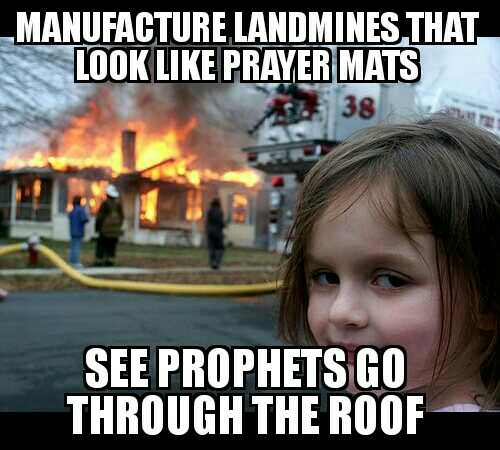 MANUFACTURE LANDMINES THAT
LOOK LIKE PRAYER MATS
38
SEE PROPHETS GO
THROUGH THE ROOF